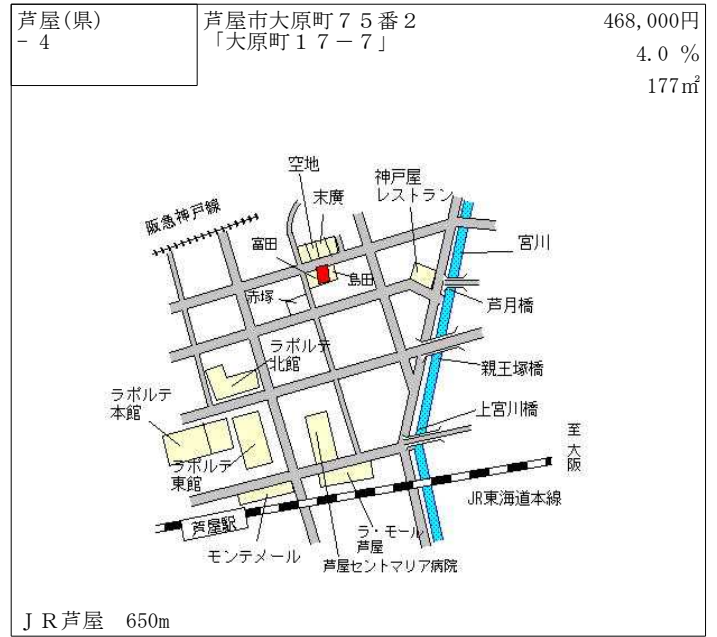 芦屋(県)
－ 4
芦屋市大原町７５番２
「大原町１７－７」
468,000円
4.0 %
177㎡
空地
末廣
神戸屋
レストラン
阪急神戸線
富田
島田
赤塚
宮川
芦月橋
ラポルテ
北館
親王塚橋
ラポルテ
本館
上宮川橋
至大阪
ラポルテ
東館
JR東海道本線
芦屋駅
モンテメール
ラ・モール
芦屋
芦屋セントマリア病院
ＪＲ芦屋　650m